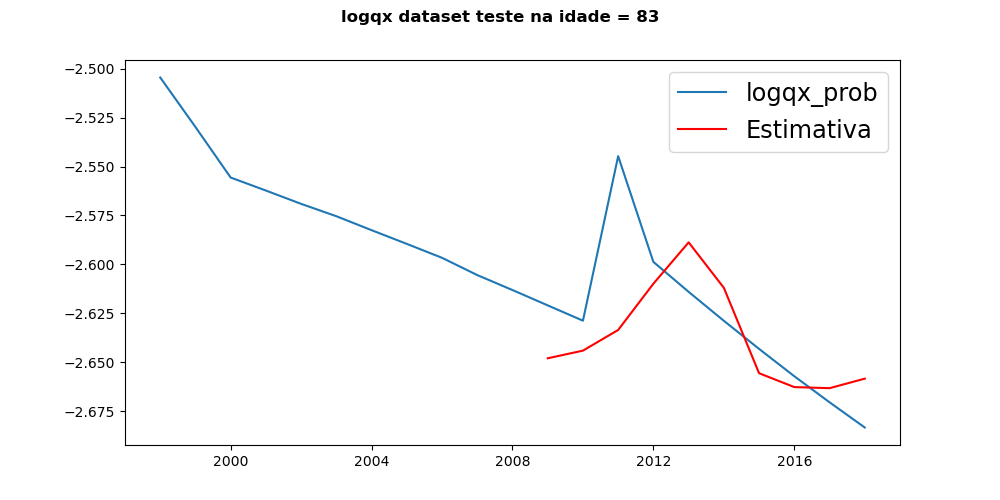 logqx dataset teste na idade = 83
−2.500
−2.525
−2.550
−2.575
−2.600
−2.625
−2.650
−2.675
logqx_prob
Estimativa
2000 2004 2008 2012 2016